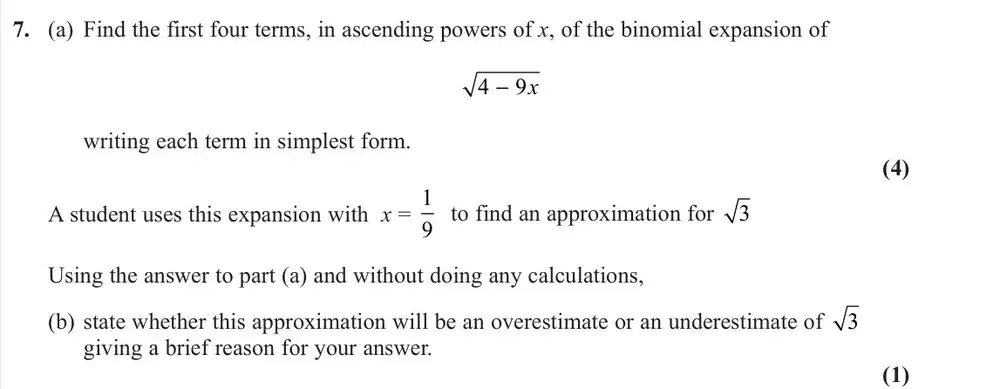 7. (a) Find the first four terms, in ascending powers of x, of the binomial expansion of
√4 – 9x
writing each term in simplest form.
(4)
A student uses this expansion with x = 1/9 to find an approximation for √3
Using the answer to part (a) and without doing any calculations,
(b) state whether this approximation will be an overestimate or an underestimate of √3
giving a brief reason for your answer.
(1)